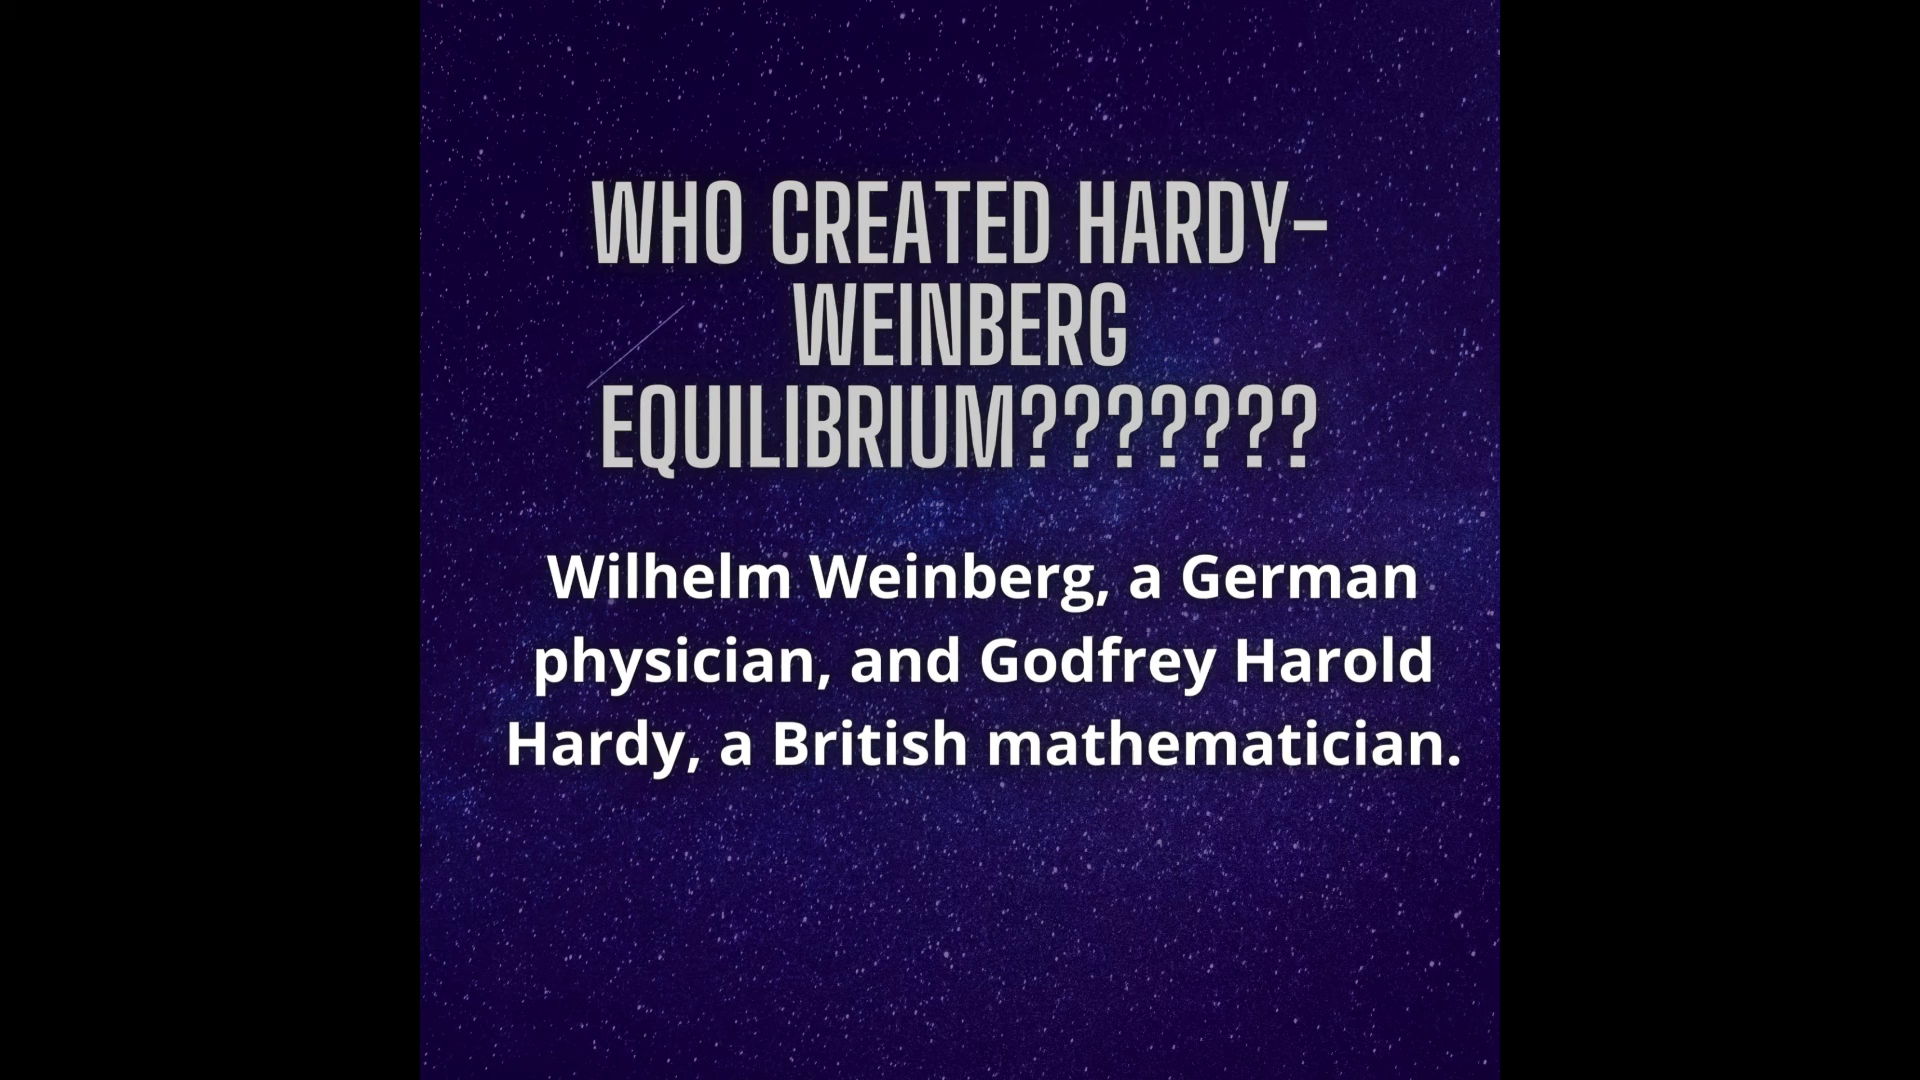 WHO CREATED HARDY-
WEINBERG
EQUILIBRIUM???????
Wilhelm Weinberg, a German
physician, and Godfrey Harold
Hardy, a British mathematician.